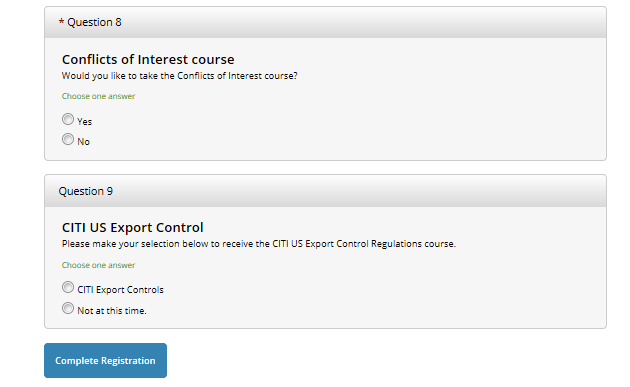 * Question 8
Conflicts of Interest course
Would you like to take the Conflicts of Interest course?
Choose one answer
Yes
No
Question 9
CITI US Export Control
Please make your selection below to receive the CITI US Export Control Regulations course.
Choose one answer
CITI Export Controls
Not at this time.
Complete Registration